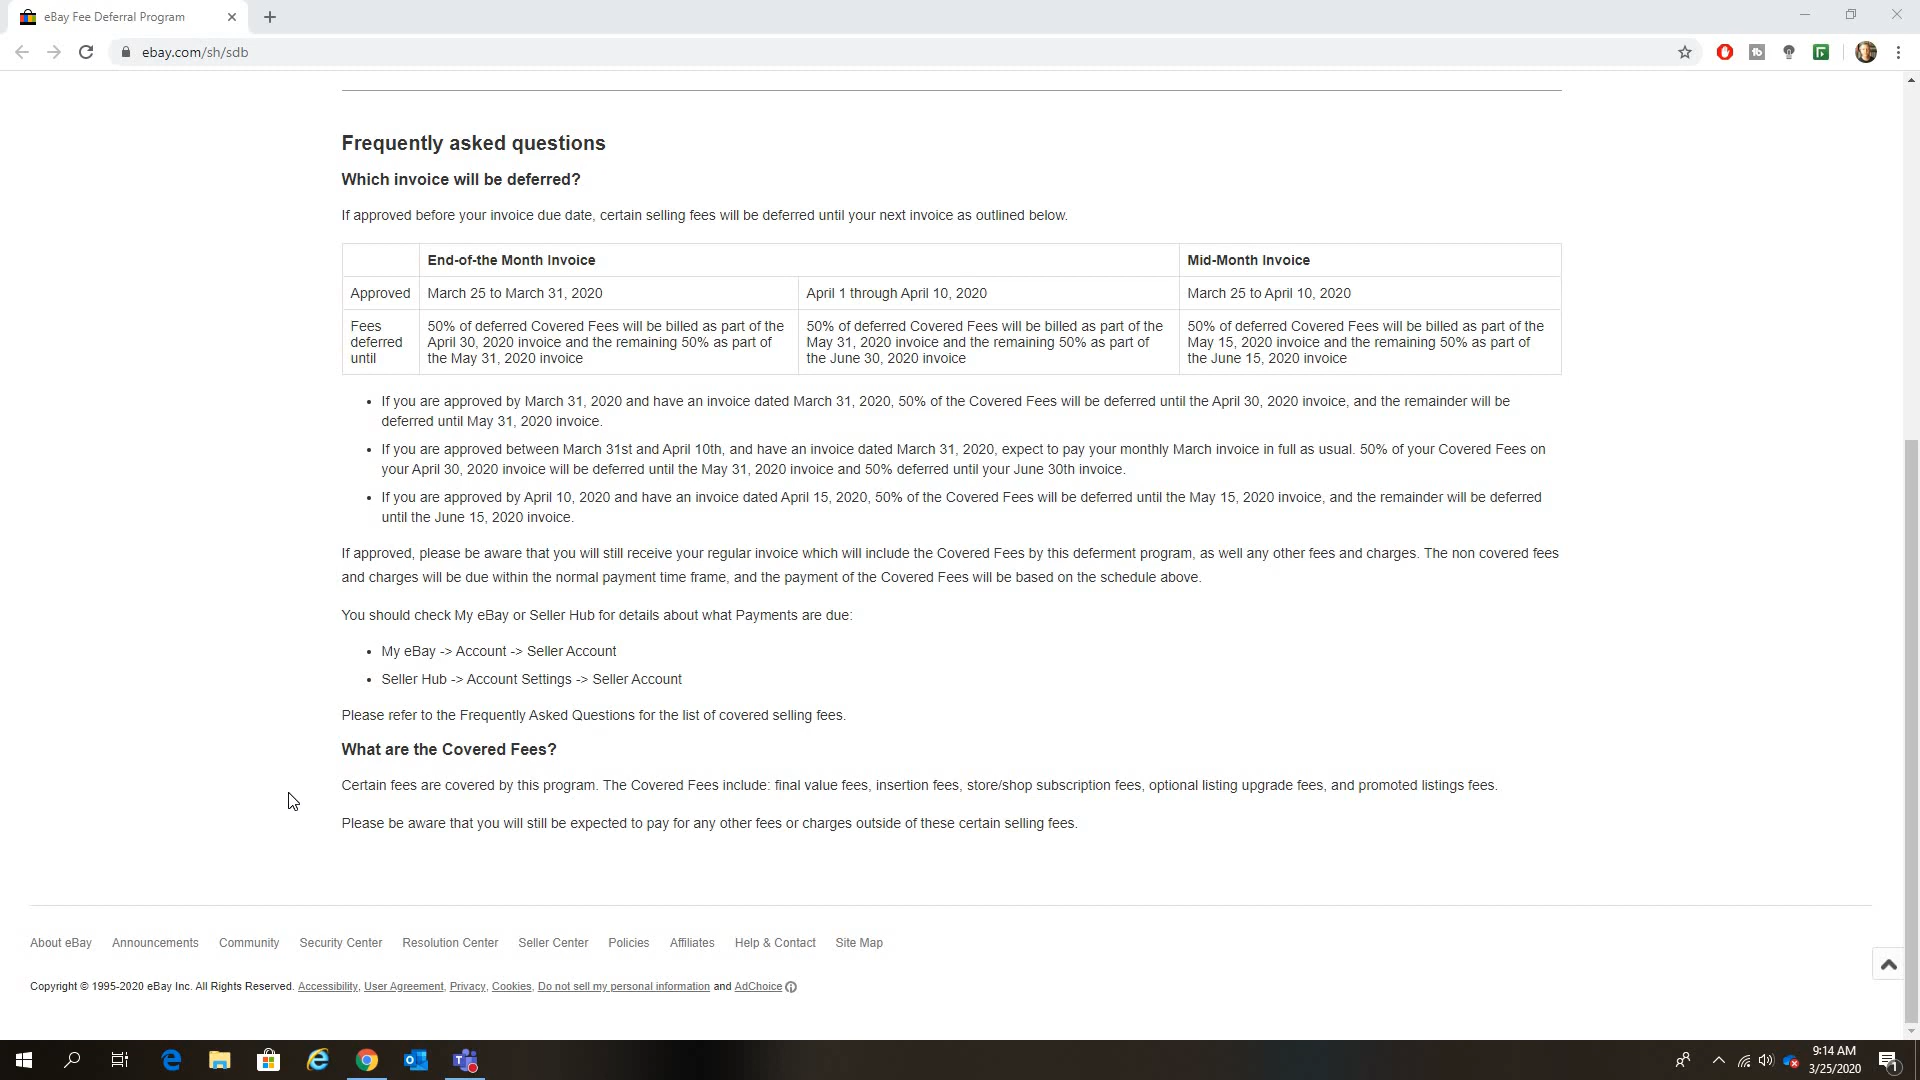 eBay Fee Deferral Program
ebay.com/sh/sdb
Frequently asked questions
Which invoice will be deferred?
If approved before your invoice due date, certain selling fees will be deferred until your next invoice as outlined below.
End-of-the Month Invoice
Mid-Month Invoice
Approved
March 25 to March 31, 2020
April 1 through April 10, 2020
March 25 to April 10, 2020
Fees
deferred
until
50% of deferred Covered Fees will be billed as part of the
April 30, 2020 invoice and the remaining 50% as part of
the May 31, 2020 invoice
50% of deferred Covered Fees will be billed as part of the
May 31, 2020 invoice and the remaining 50% as part of
the June 30, 2020 invoice
50% of deferred Covered Fees will be billed as part of the
May 15, 2020 invoice and the remaining 50% as part of
the June 15, 2020 invoice
• If you are approved by March 31, 2020 and have an invoice dated March 31, 2020, 50% of the Covered Fees will be deferred until the April 30, 2020 invoice, and the remainder will be
deferred until May 31, 2020 invoice.
• If you are approved between March 31st and April 10th, and have an invoice dated March 31, 2020, expect to pay your monthly March invoice in full as usual. 50% of your Covered Fees on
your April 30, 2020 invoice will be deferred until the May 31, 2020 invoice and 50% deferred until your June 30th invoice.
• If you are approved by April 10, 2020 and have an invoice dated April 15, 2020, 50% of the Covered Fees will be deferred until the May 15, 2020 invoice, and the remainder will be deferred
until the June 15, 2020 invoice.
If approved, please be aware that you will still receive your regular invoice which will include the Covered Fees by this deferment program, as well any other fees and charges. The non covered fees
and charges will be due within the normal payment time frame, and the payment of the Covered Fees will be based on the schedule above.
You should check My eBay or Seller Hub for details about what Payments are due:
• My eBay -> Account -> Seller Account
• Seller Hub -> Account Settings -> Seller Account
Please refer to the Frequently Asked Questions for the list of covered selling fees.
What are the Covered Fees?
Certain fees are covered by this program. The Covered Fees include: final value fees, insertion fees, store/shop subscription fees, optional listing upgrade fees, and promoted listings fees.
Please be aware that you will still be expected to pay for any other fees or charges outside of these certain selling fees.
About eBay Announcements Community Security Center Resolution Center Seller Center Policies Affiliates Help & Contact Site Map
Copyright © 1995-2020 eBay Inc. All Rights Reserved. Accessibility, User Agreement, Privacy, Cookies, Do not sell my personal information and AdChoice
9:14 AM
3/25/2020
1